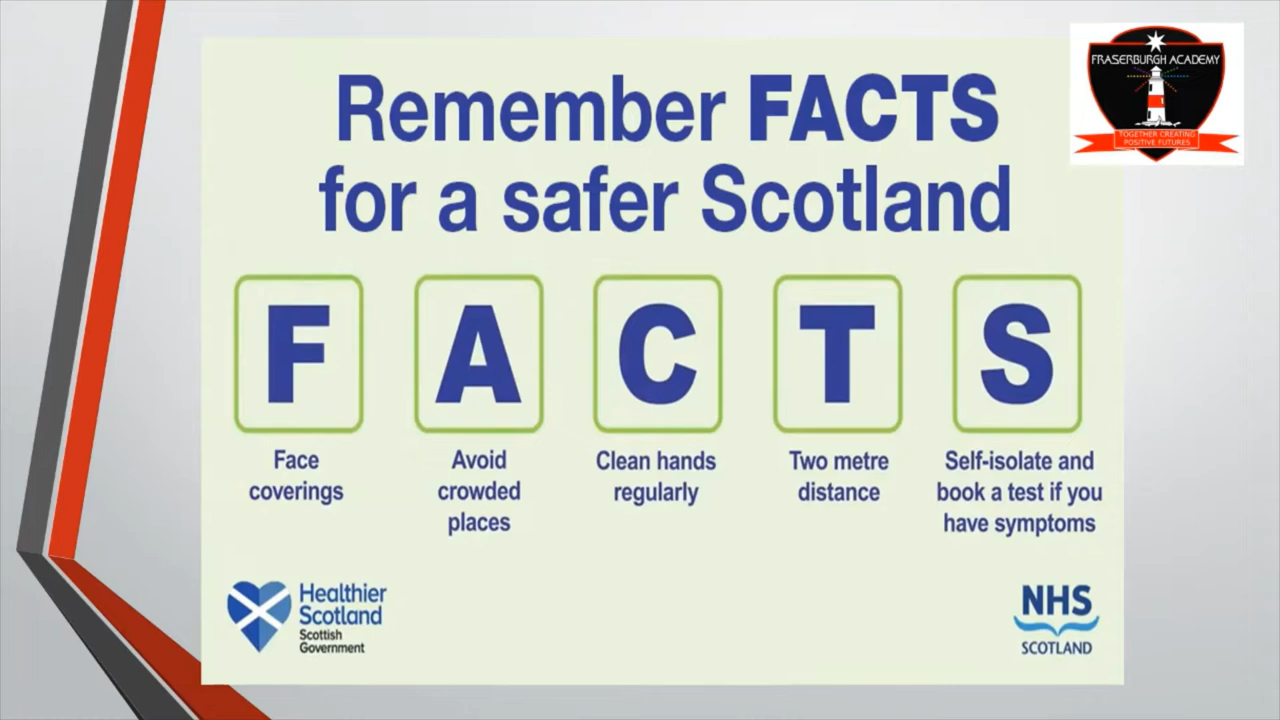 Remember FACTS
for a safer Scotland
FRASERBURGH ACADEMY
TOGETHER CREATING
POSITIVE FUTURES
F A C T S
Face
coverings
Avoid
crowded
places
Clean hands
regularly
Two metre
distance
Self-isolate and
book a test if you
have symptoms
Healthier
Scotland
Scottish
Government
NHS
SCOTLAND